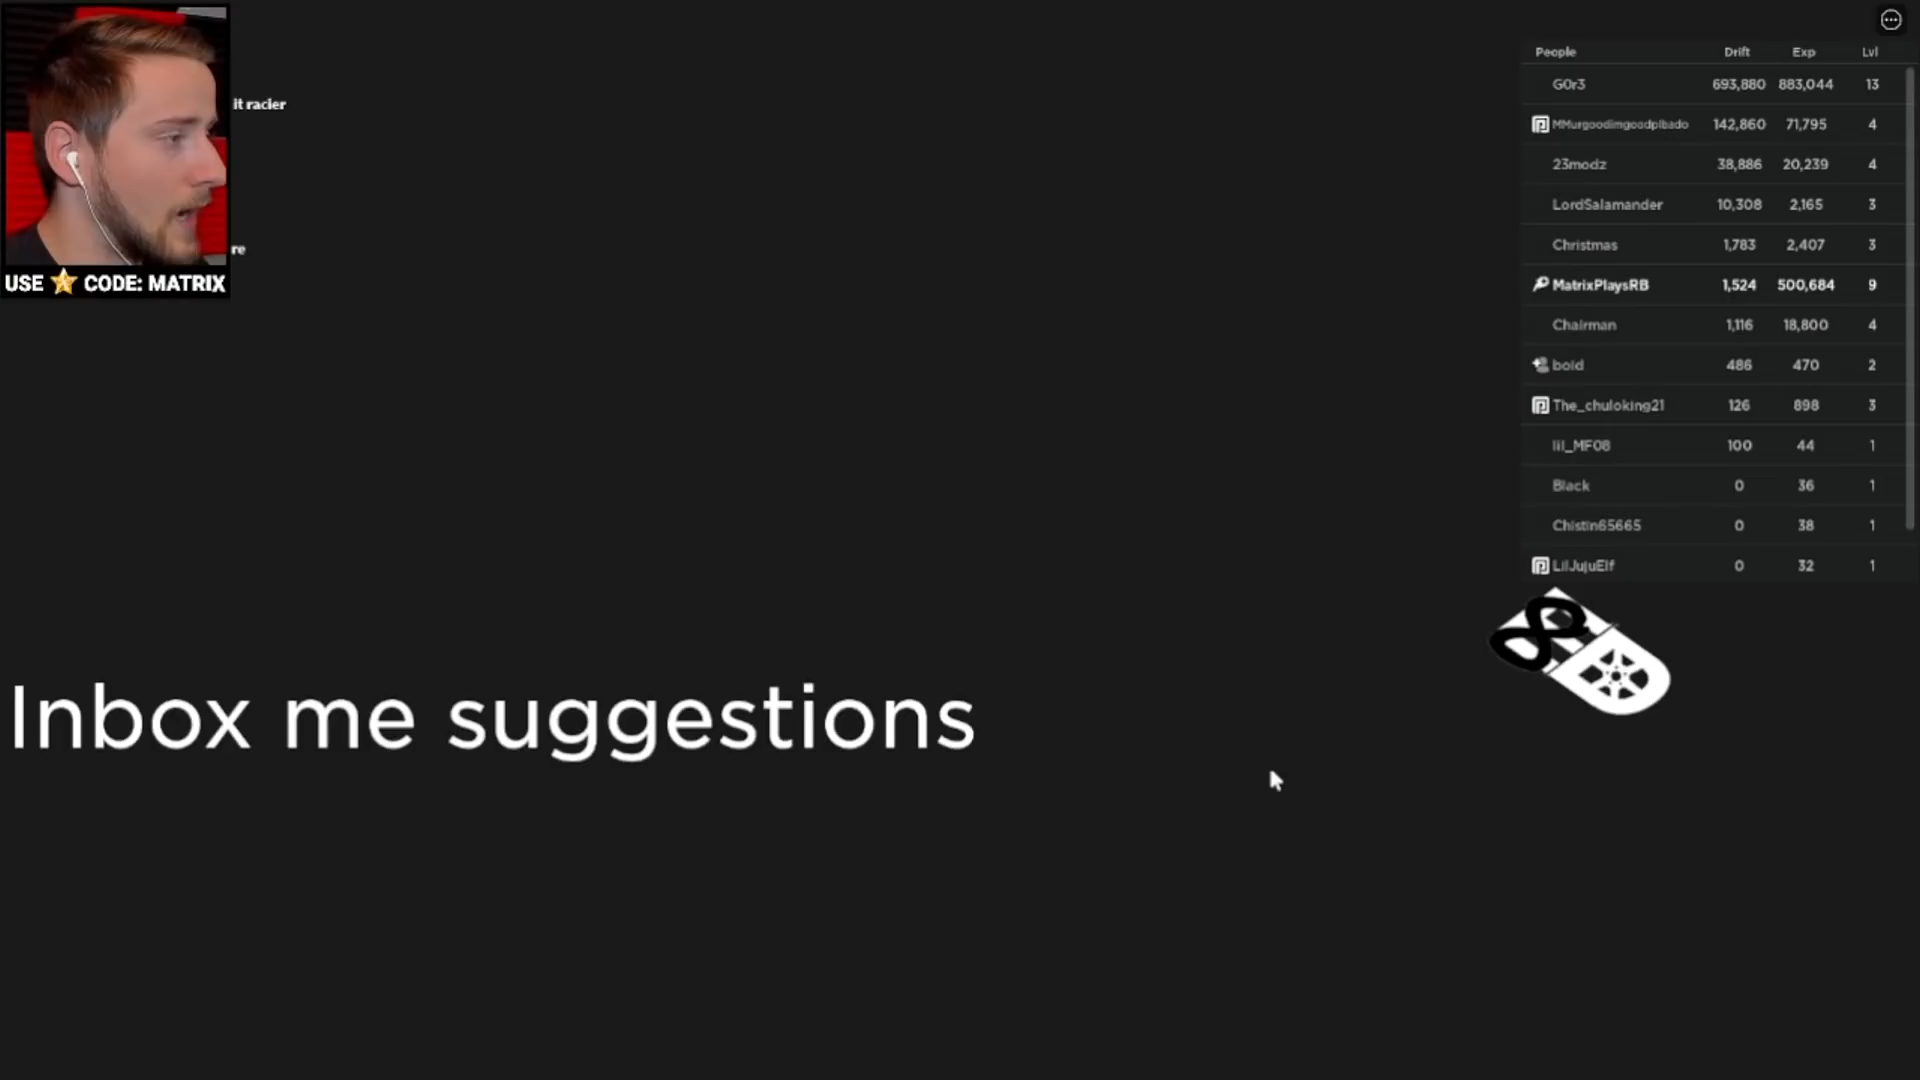 it racier
re
USE CODE: MATRIX
People Drift Exp Lvl
G0r3 693,880 883,044 13
MMurgoodimgoodplbado 142,860 71,795 4
23modz 38,886 20,239 4
LordSalamander 10,308 2,165 3
Christmas 1,783 2,407 3
MatrixPlaysRB 1,524 500,684 9
Chairman 1,116 18,800 4
bold 486 470 2
The_chuloking21 126 898 3
lil_MF08 100 44 1
Black 0 36 1
Chistin65665 0 38 1
LilJujuElf 0 32 1
8
Inbox me suggestions